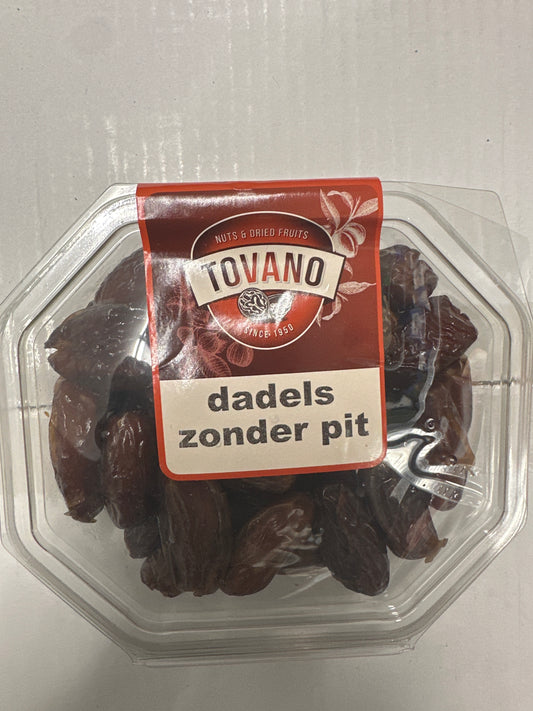 NUTS & DRIED FRUITS
TOVANO
SINCE 1950
dadels
zonder pit